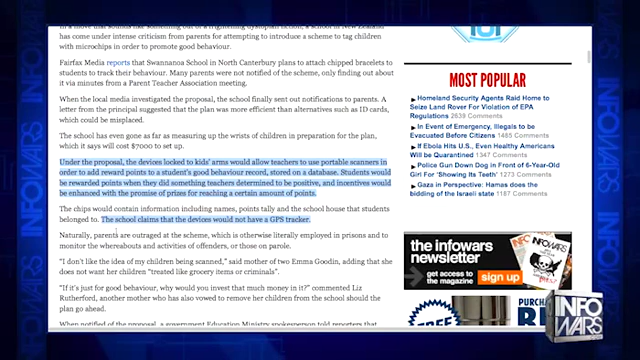 has come under intense criticism from parents for attempting to introduce a scheme to tag children
with microchips in order to promote good behaviour.
Fairfax Media reports that Swannanoa School in North Canterbury plans to attach chipped bracelets to
students to track their behaviour. Many parents were not notified of the scheme, only finding out about
it via minutes from a Parent Teacher Association meeting.
When the local media investigated the proposal, the school finally sent out notifications to parents. A
letter from the principal suggested that the plan was more efficient than alternatives such as ID cards,
which could be misplaced.
The school has even gone as far as measuring up the wrists of children in preparation for the plan,
which it says will cost $7000 to set up.
Under the proposal, the devices locked to kids' arms would allow teachers to use portable scanners in
order to add reward points to a student's good behaviour record, stored on a database. Students would
be rewarded points when they did something teachers determined to be positive, and incentives would
be enhanced with the promise of prizes for reaching a certain amount of points.
The chips would contain information including names, points tally and the school house that students
belonged to. The school claims that the devices would not have a GPS tracker.
Naturally, parents are outraged at the scheme, which is otherwise literally employed in prisons and to
monitor the whereabouts and activities of offenders, or those on parole.
"I don't like the idea of my children being scanned," said mother of two Emma Goodin, adding that she
does not want her children "treated like grocery items or criminals".
"If it's just for good behaviour, why would you invest that much money in it?" commented Liz
Rutherford, another mother who has also vowed to remove her children from the school should the
plan go ahead.
When notified of the proposal, a government Education Ministry spokesperson told reporters that
MOST POPULAR
Homeland Security Agents Raid Home to
Seize Land Rover For Violation of EPA
Regulations 2639 Comments
In Event of Emergency, Illegals to be
Evacuated Before Citizens 1485 Comments
If Ebola Hits U.S., Even Healthy Americans
Will be Quarantined 1347 Comments
Police Gun Down Dog in Front of 6-Year-Old
Girl For 'Showing Its Teeth' 1273 Comments
Gaza in Perspective: Hamas does the
bidding of the Israeli state 1187 Comments
the infowars
newsletter
get access to
the magazine
sign up
INFOWARS
FREE
PURCH
INFO
WARS